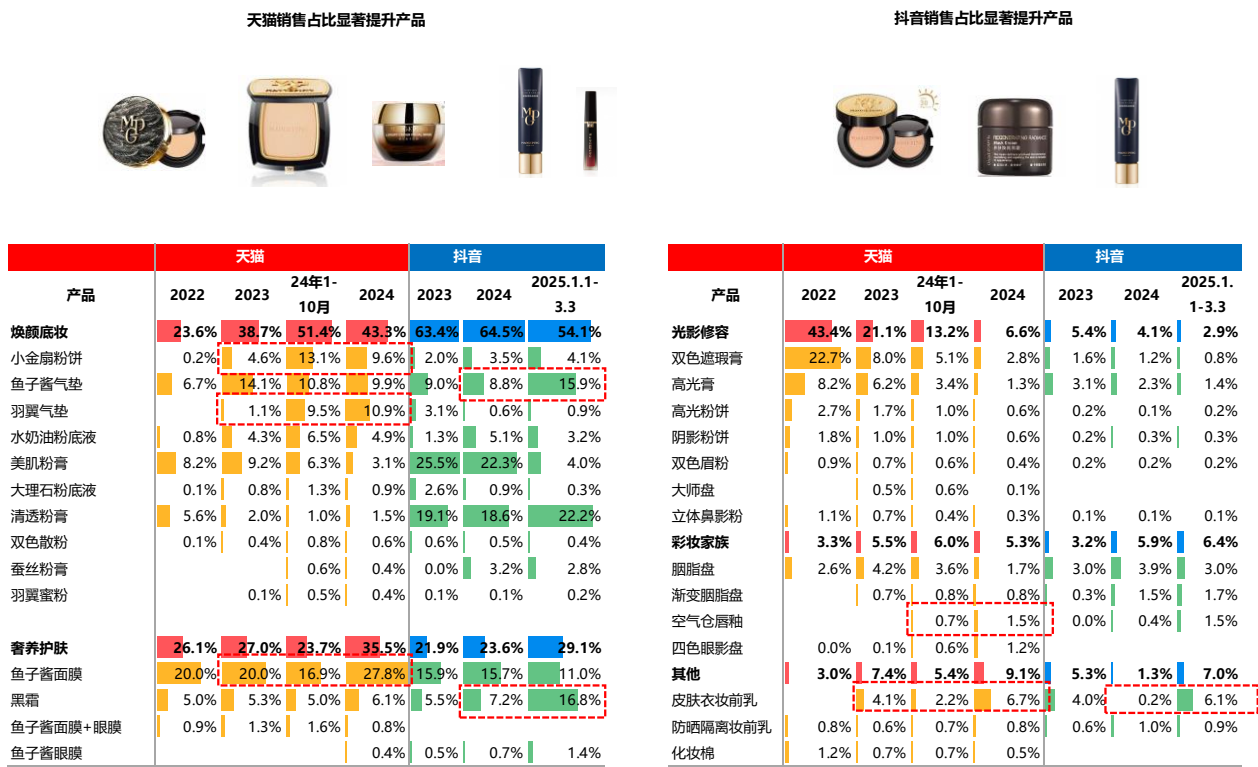 天猫销售占比显著提升产品
抖音销售占比显著提升产品
MPG
MPG
MPG
天猫 抖音
产品 2022 2023 24年1-10月 2024 2023 2024 2025.1.1-3.3
焕颜底妆 23.6% 38.7% 51.4% 43.3% 63.4% 64.5% 54.1%
小金扇粉饼 0.2% 4.6% 13.1% 9.6% 2.0% 3.5% 4.1%
鱼子酱气垫 6.7% 14.1% 10.8% 9.9% 9.0% 8.8% 15.9%
羽翼气垫 1.1% 9.5% 10.9% 3.1% 0.6% 0.9%
水奶油粉底液 0.8% 4.3% 6.5% 4.9% 1.3% 5.1% 3.2%
美肌粉膏 8.2% 9.2% 6.3% 3.1% 25.5% 22.3% 4.0%
大理石粉底液 0.1% 0.8% 1.3% 0.9% 2.6% 0.9% 0.3%
清透粉膏 5.6% 2.0% 1.0% 1.5% 19.1% 18.6% 22.2%
双色散粉 0.1% 0.4% 0.8% 0.6% 0.6% 0.5% 0.4%
蚕丝粉膏 0.6% 0.4% 0.0% 3.2% 2.8%
羽翼蜜粉 0.1% 0.5% 0.4% 0.1% 0.1% 0.2%
奢养护肤 26.1% 27.0% 23.7% 35.5% 21.9% 23.6% 29.1%
鱼子酱面膜 20.0% 20.0% 16.9% 27.8% 15.9% 15.7% 11.0%
黑霜 5.0% 5.3% 5.0% 6.1% 5.5% 7.2% 16.8%
鱼子酱面膜+眼膜 0.9% 1.3% 1.6% 0.8%
鱼子酱眼膜 0.4% 0.5% 0.7% 1.4%
天猫 抖音
产品 2022 2023 24年1-10月 2024 2023 2024 2025.1.1-3.3
光影修容 43.4% 21.1% 13.2% 6.6% 5.4% 4.1% 2.9%
双色遮瑕膏 22.7% 8.0% 5.1% 2.8% 1.6% 1.2% 0.8%
高光膏 8.2% 6.2% 3.4% 1.3% 3.1% 2.3% 1.4%
高光粉饼 2.7% 1.7% 1.0% 0.6% 0.2% 0.1% 0.2%
阴影粉饼 1.8% 1.0% 1.0% 0.6% 0.2% 0.3% 0.3%
双色眉粉 0.9% 0.7% 0.6% 0.4% 0.2% 0.2% 0.2%
大师盘 0.5% 0.6% 0.1%
立体鼻影粉 1.1% 0.7% 0.4% 0.3% 0.1% 0.1% 0.1%
彩妆家族 3.3% 5.5% 6.0% 5.3% 3.2% 5.9% 6.4%
胭脂盘 2.6% 4.2% 3.6% 1.7% 3.0% 3.9% 3.0%
渐变胭脂盘 0.7% 0.8% 0.8% 0.3% 1.5% 1.7%
空气仓唇釉 0.7% 1.5% 0.0% 0.4% 1.5%
四色眼影盘 0.0% 0.1% 0.6% 1.2%
其他 3.0% 7.4% 5.4% 9.1% 5.3% 1.3% 7.0%
皮肤衣妆前乳 4.1% 2.2% 6.7% 4.0% 0.2% 6.1%
防晒隔离妆前乳 0.8% 0.6% 0.7% 0.8% 0.6% 1.0% 0.9%
化妆棉 1.2% 0.7% 0.7% 0.5%